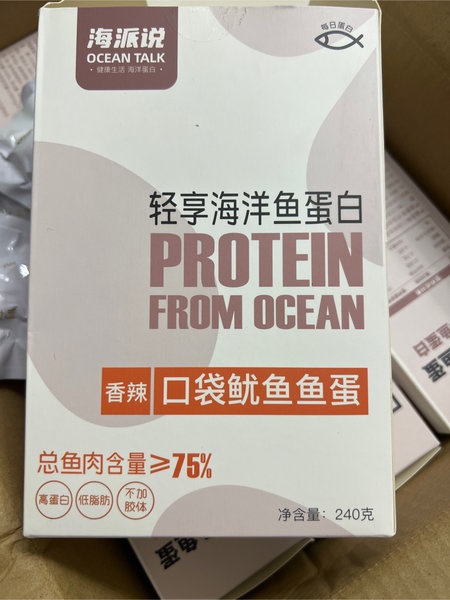 海派说
OCEAN TALK
·健康生活 海洋蛋白·
每日蛋白
轻享海洋鱼蛋白
PROTEIN
FROM OCEAN
香辣 口袋鱿鱼鱼蛋
总鱼肉含量≥75%
高蛋白 低脂肪 不加胶体
净含量：240克